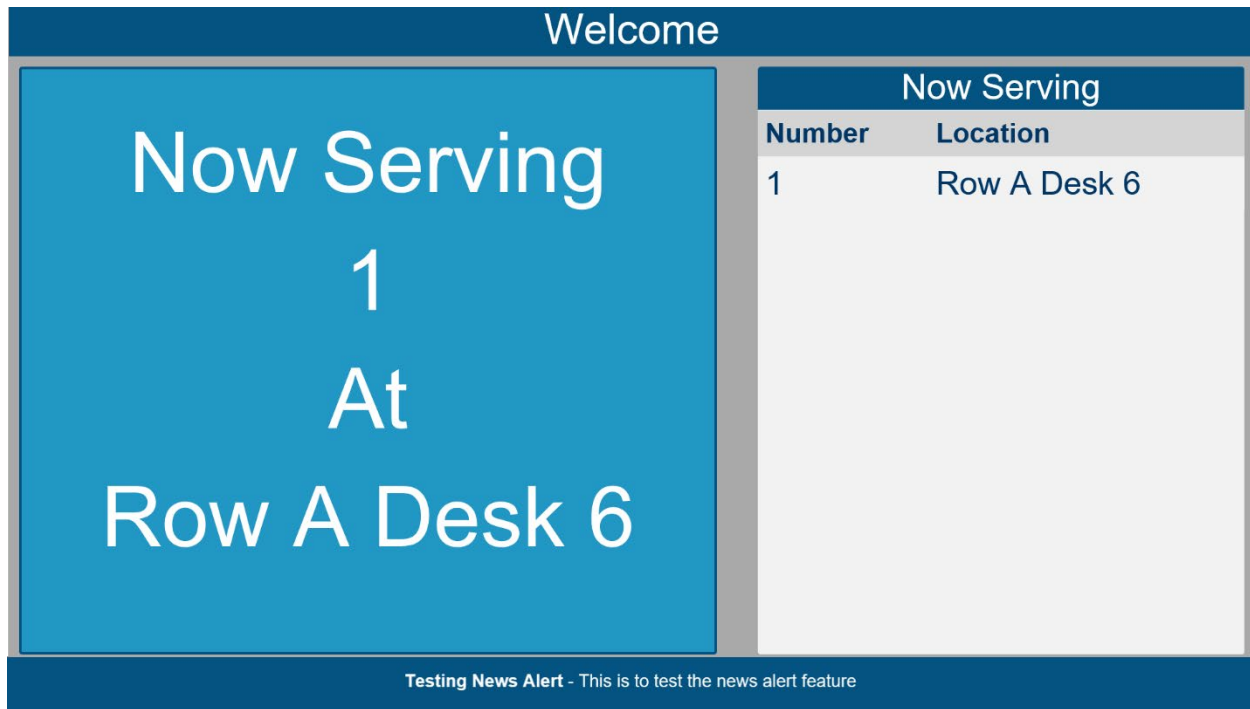 Welcome
Now Serving
1
At
Row A Desk 6
Now Serving
Number Location
1 Row A Desk 6
Testing News Alert - This is to test the news alert feature